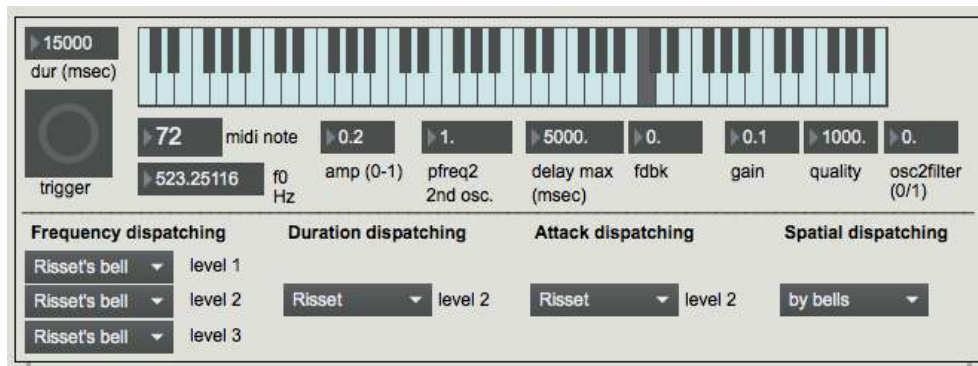 15000
dur (msec)
trigger
72 midi note
523.25116 f0 Hz
0.2
amp (0-1)
1.
pfreq2
2nd osc.
5000.
delay max
(msec)
0.
fdbk
0.1
gain
1000.
quality
0.
osc2filter
(0/1)
Frequency dispatching
Risset's bell level 1
Risset's bell level 2
Risset's bell level 3
Duration dispatching
Risset level 2
Attack dispatching
Risset level 2
Spatial dispatching
by bells